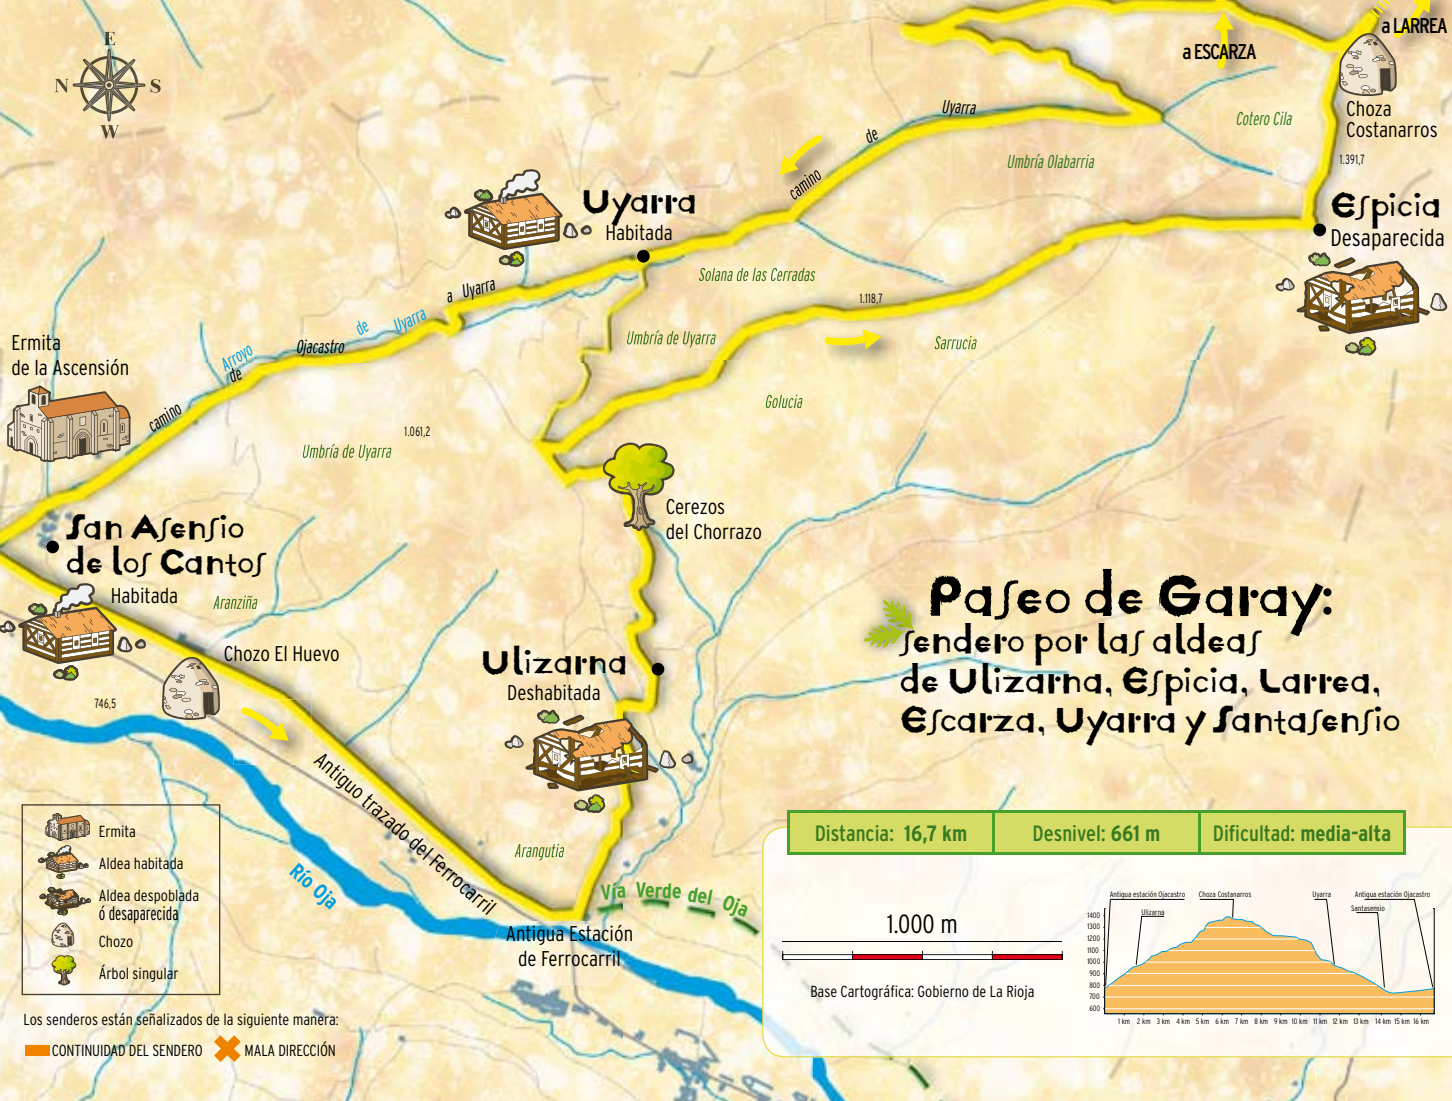 E
N
S
W
a LARREA
a ESCARZA
Choza
Costanarros
Cotero Cila
1.391,7
Umbría Olabarria
camino de Uyarra
Espicia
Desaparecida
Uyarra
Habitada
Solana de las Cerradas
1.118,7
Umbría de Uyarra
Sarrucia
Golucia
camino de Ojacastro a Uyarra
Arroyo de Uyarra
Ermita
de la Ascensión
1.061,2
Umbría de Uyarra
Cerezos
del Chorrazo
San Asensio
de los Cantos
Habitada
Aranziña
Chozo El Huevo
746,5
Ulizarna
Deshabitada
Paseo de Garay:
sendero por las aldeas
de Ulizarna, Espicia, Larrea,
Escarza, Uyarra y Santasensio
Antiguo trazado del Ferrocarril
Río Oja
Arangutia
Vía Verde del Oja
Antigua Estación
de Ferrocarril
Ermita
Aldea habitada
Aldea despoblada
ó desaparecida
Chozo
Árbol singular
Los senderos están señalizados de la siguiente manera:
CONTINUIDAD DEL SENDERO
MALA DIRECCIÓN
Distancia: 16,7 km
Desnivel: 661 m
Dificultad: media-alta
1.000 m
Base Cartográfica: Gobierno de La Rioja
Antigua estación Ojacastro
Choza Costanarros
Uyarra
Antigua estación Ojacastro
Ulizarna
Santasensio
1400
1300
1200
1100
1000
900
800
700
600
1 km 2 km 3 km 4 km 5 km 6 km 7 km 8 km 9 km 10 km 11 km 12 km 13 km 14 km 15 km 16 km